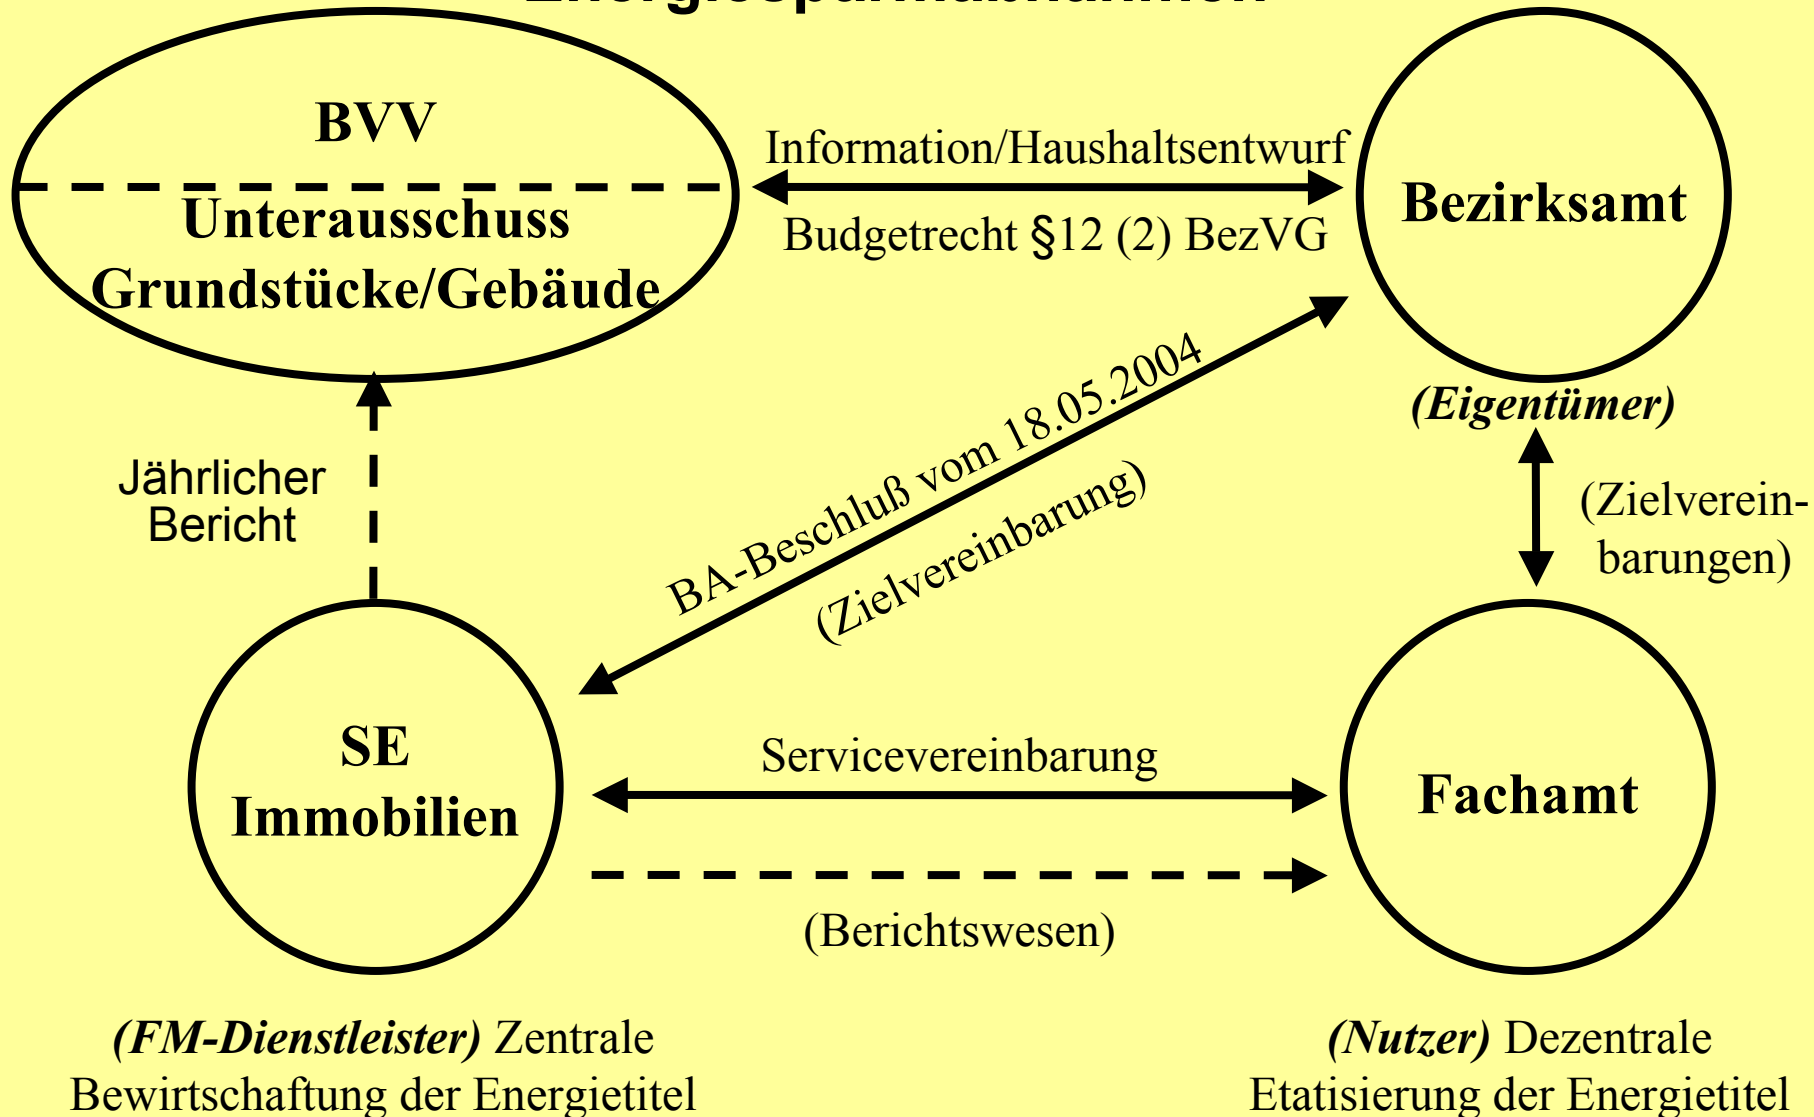 Energiesparmaßnahmen
BVV
Unterausschuss
Grundstücke/Gebäude
Information/Haushaltsentwurf
Budgetrecht §12 (2) BezVG
Bezirksamt
(Eigentümer)
Jährlicher
Bericht
BA-Beschluß vom 18.05.2004
(Zielvereinbarung)
(Zielverein-
barungen)
SE
Immobilien
Servicevereinbarung
(Berichtswesen)
Fachamt
(FM-Dienstleister) Zentrale
Bewirtschaftung der Energietitel
(Nutzer) Dezentrale
Etatisierung der Energietitel